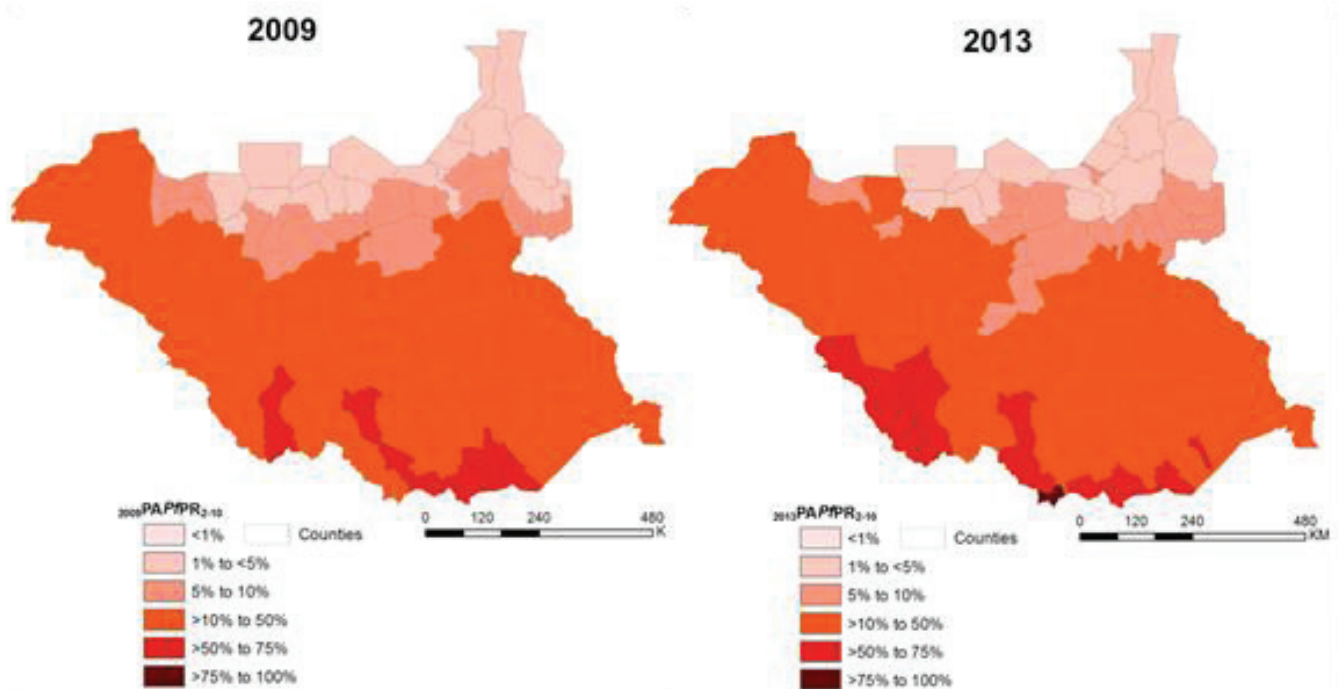 2009
2013
2009PAPfPR2-10
<1%
Counties
1% to <5%
5% to 10%
>10% to 50%
>50% to 75%
>75% to 100%
0 120 240 480
K
2013PAPfPR2-10
<1%
Counties
1% to <5%
5% to 10%
>10% to 50%
>50% to 75%
>75% to 100%
0 120 240 480
KM